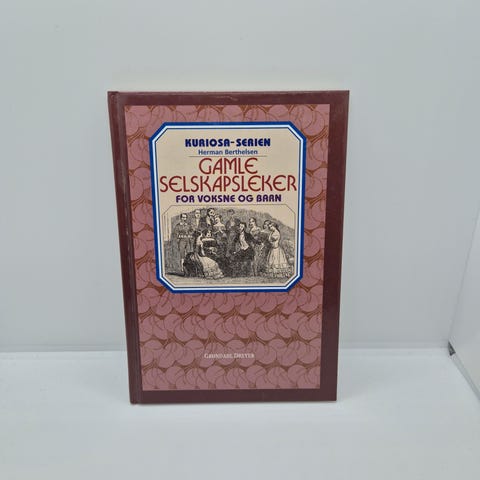 KURIOSA-SERIEN
Herman Berthelsen
GAMLE
SELSKAPSLEKER
FOR VOKSNE OG BARN
GRØNDAHL DREYER